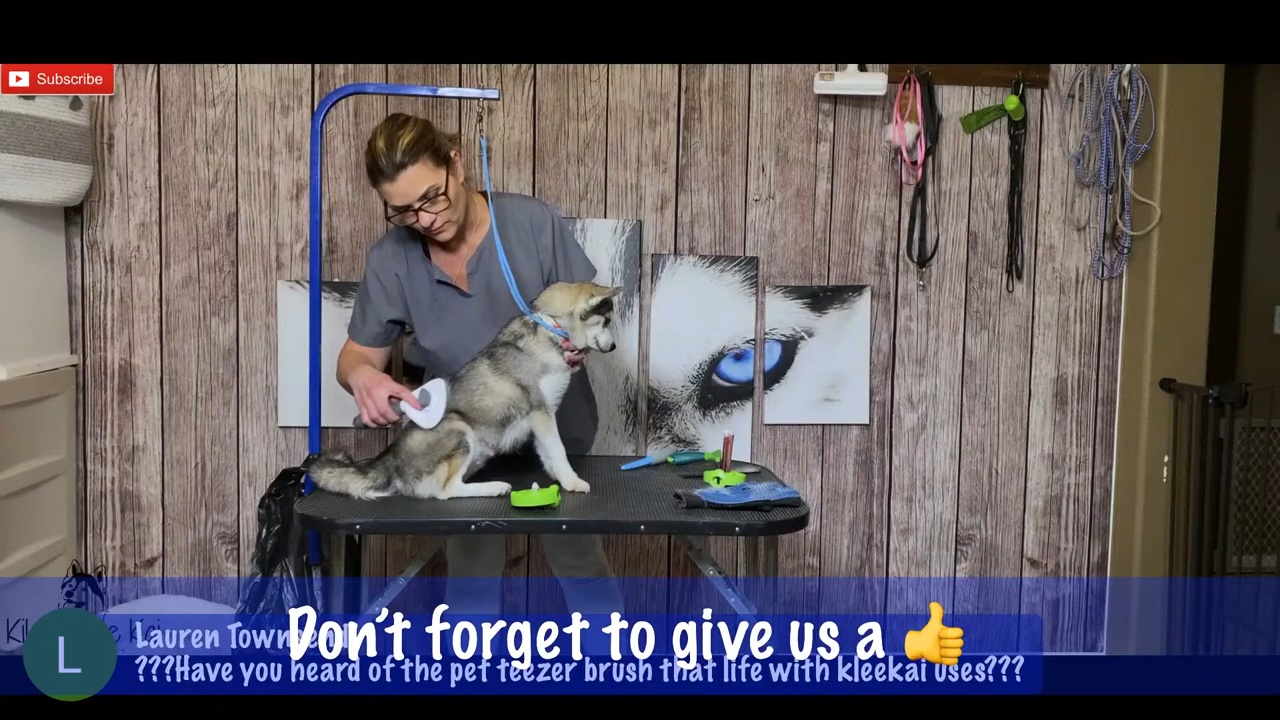 Subscribe
Don't forget to give us a 👍
Lauren Townsend
L
???Have you heard of the pet teezer brush that life with kleekai uses???